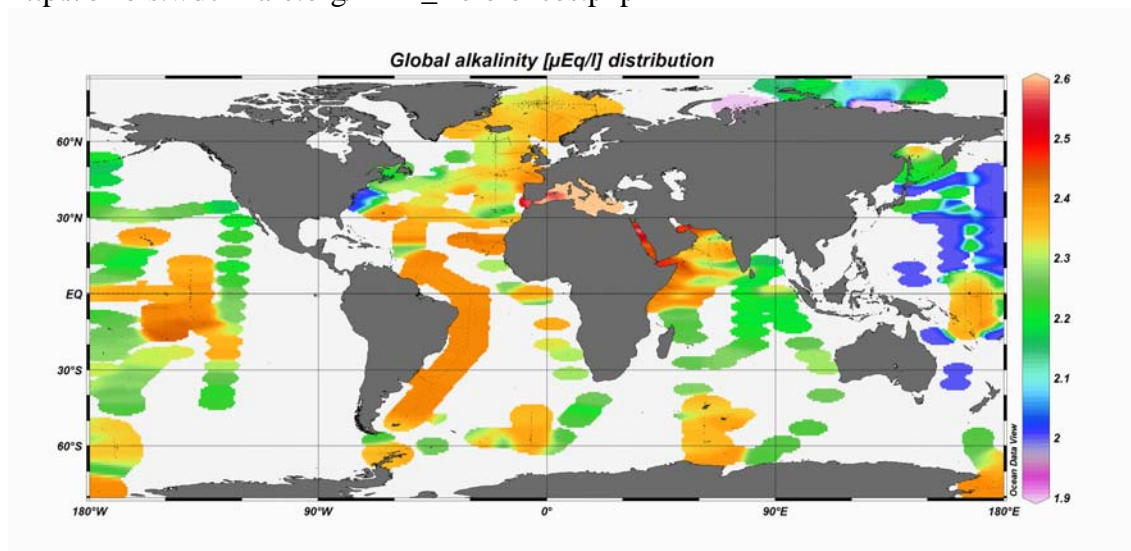 Global alkalinity [µEq/l] distribution
60°N
30°N
EQ
30°S
60°S
180°W
90°W
0°
90°E
180°E
2.6
2.5
2.4
2.3
2.2
2.1
2
1.9
Ocean Data View